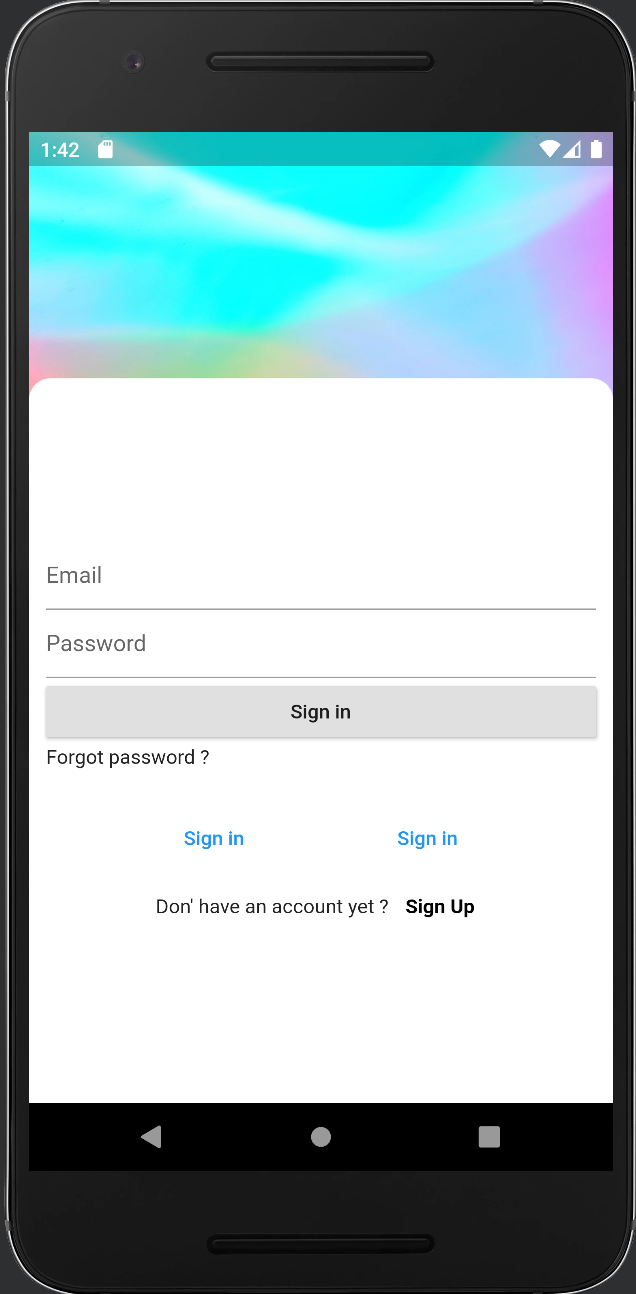 1:42
Email
Password
Sign in
Forgot password ?
Sign in Sign in
Don' have an account yet ? Sign Up